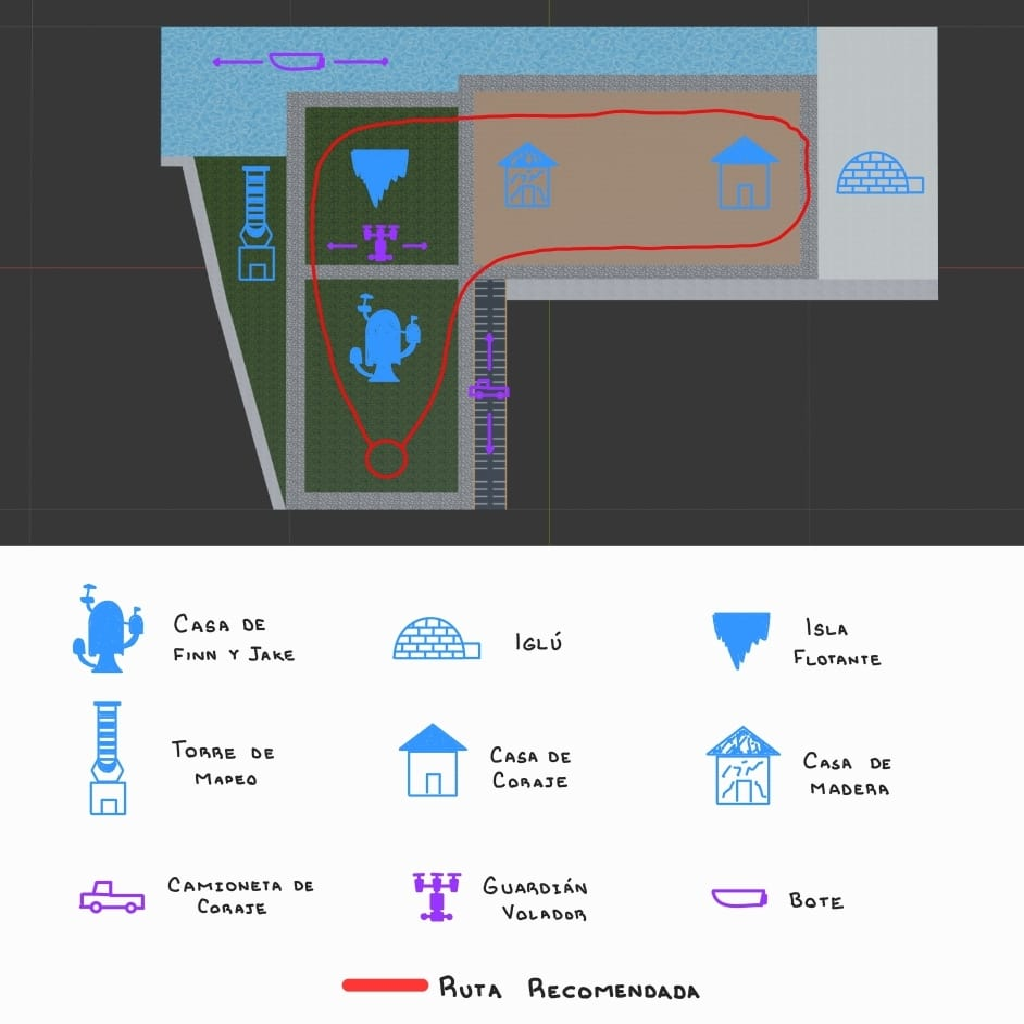 CASA DE
FINN Y JAKE
IGLÚ
ISLA
FLOTANTE
TORRE DE
MAPEO
CASA DE
CORAJE
CASA DE
MADERA
CAMIONETA DE
CORAJE
GUARDIÁN
VOLADOR
BOTE
RUTA RECOMENDADA